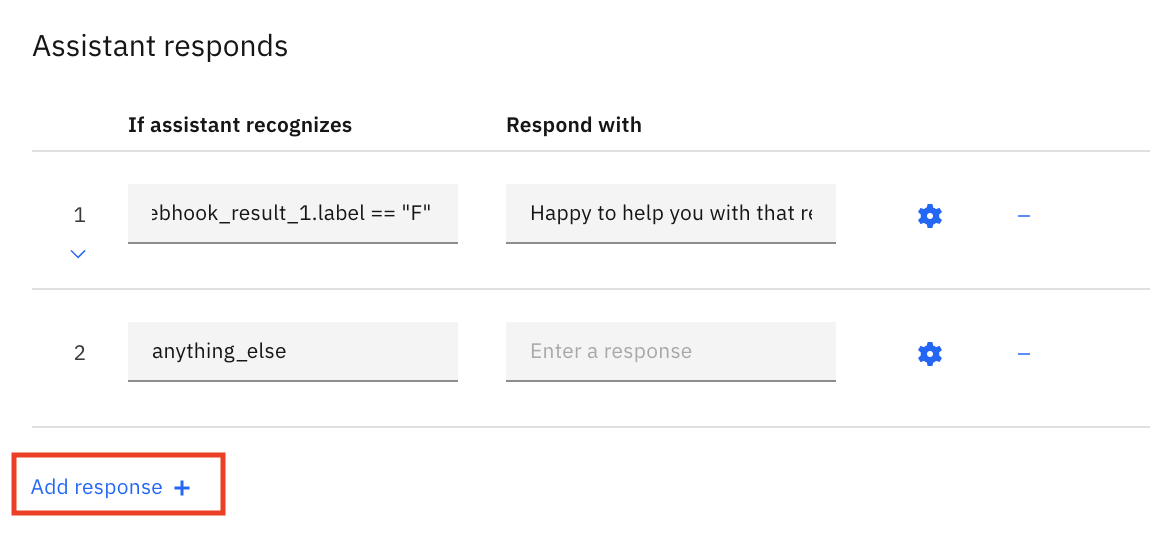 Assistant responds
If assistant recognizes Respond with
1 ebhook_result_1.label == "F" Happy to help you with that re
2 anything_else Enter a response
Add response +